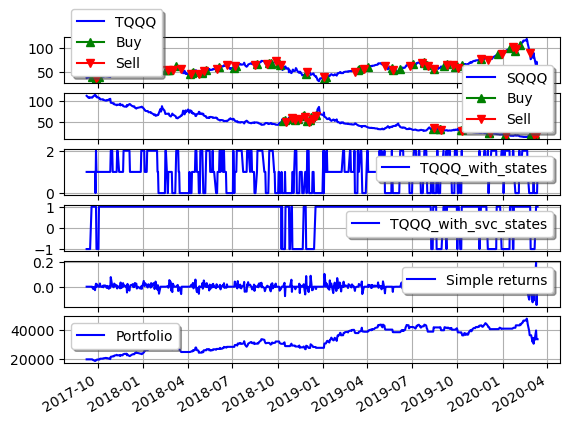 TQQQ
Buy
Sell
100
50
SQQQ
Buy
Sell
100
50
2
0
TQQQ_with_states
1
0
−1
TQQQ_with_svc_states
0.2
0.0
Simple returns
40000
20000
Portfolio
2017-10
2018-01
2018-04
2018-07
2018-10
2019-01
2019-04
2019-07
2019-10
2020-01
2020-04